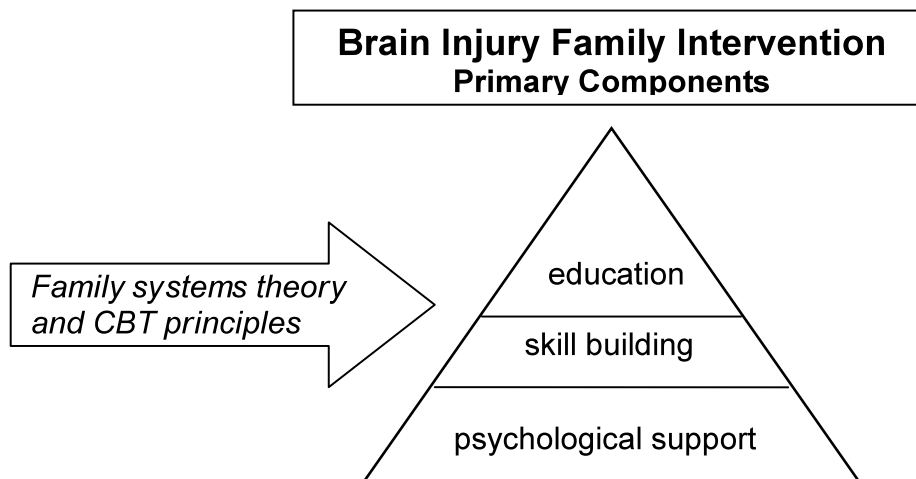 Brain Injury Family Intervention
Primary Components
education
Family systems theory
and CBT principles
skill building
psychological support